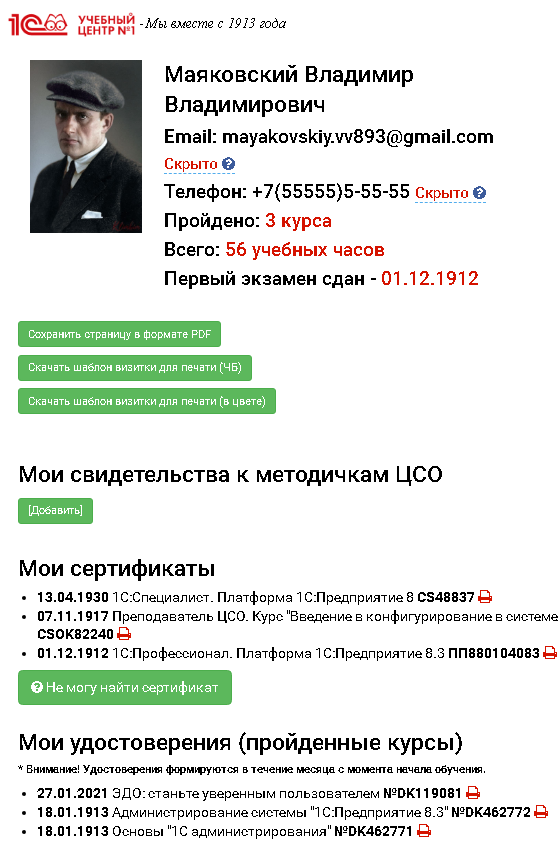 1С УЧЕБНЫЙ
ЦЕНТР №1 - Мы вместе с 1913 года
Маяковский Владимир
Владимирович
Email: mayakovskiy.vv893@gmail.com
Скрыто ?
Телефон: +7(55555)5-55-55 Скрыто ?
Пройдено: 3 курса
Всего: 56 учебных часов
Первый экзамен сдан - 01.12.1912
Сохранить страницу в формате PDF
Скачать шаблон визитки для печати (ЧБ)
Скачать шаблон визитки для печати (в цвете)
Мои свидетельства к методичкам ЦСО
[Добавить]
Мои сертификаты
• 13.04.1930 1С:Специалист. Платформа 1С:Предприятие 8 CS48837
• 07.11.1917 Преподаватель ЦСО. Курс "Введение в конфигурирование в системе
CSOK82240
• 01.12.1912 1С:Профессионал. Платформа 1С:Предприятие 8.3 ПП880104083
? Не могу найти сертификат
Мои удостоверения (пройденные курсы)
* Внимание! Удостоверения формируются в течение месяца с момента начала обучения.
• 27.01.2021 ЭДО: станьте уверенным пользователем №DK119081
• 18.01.1913 Администрирование системы "1С:Предприятие 8.3" №DK462772
• 18.01.1913 Основы "1С администрирования" №DK462771